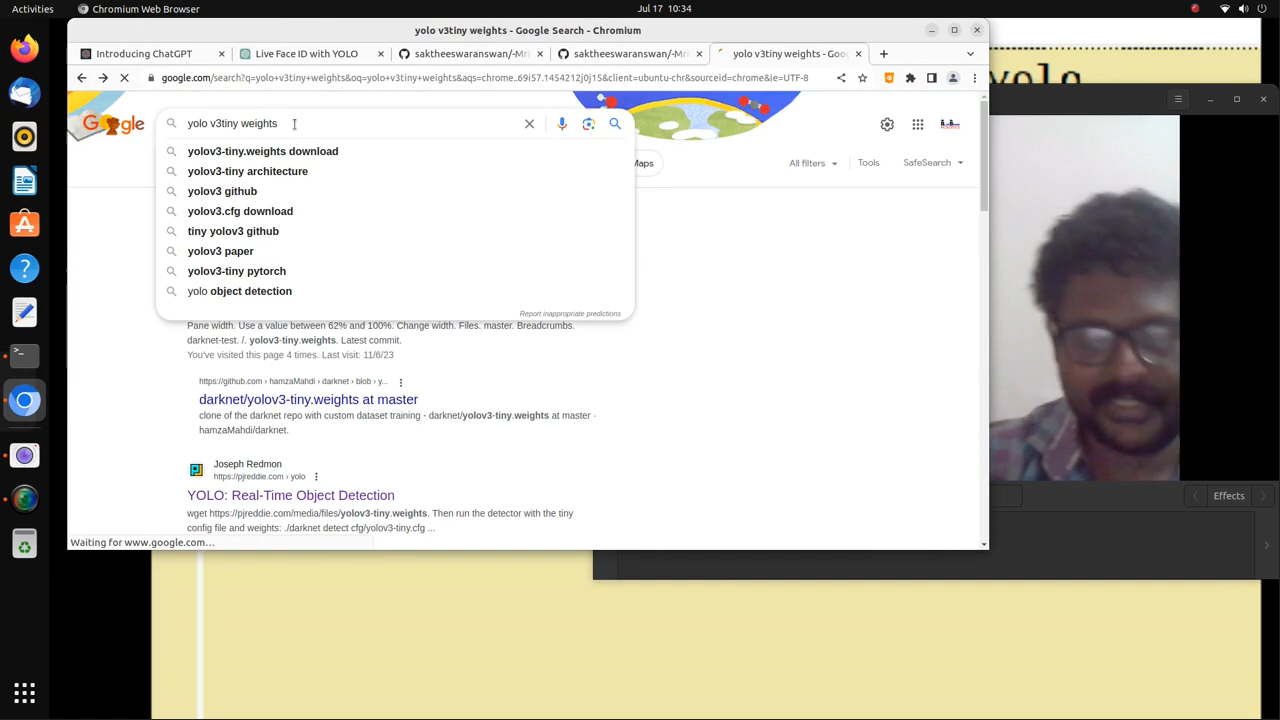 Activities
Chromium Web Browser
Jul 17 10:34
yolo v3tiny weights - Google Search - Chromium
Introducing ChatGPT
Live Face ID with YOLO
saktheeswaranswan/-Mri
saktheeswaranswan/-Mri
yolo v3tiny weights - Goo
google.com/search?q=yolo+v3tiny+weights&oq=yolo+v3tiny+weights&aqs=chrome..69i57.1454212j0j15&client=ubuntu-chr&sourceid=chrome&ie=UTF-8
yolo
Google
yolo v3tiny weights
Maps
All filters
Tools
SafeSearch
yolov3-tiny.weights download
yolov3-tiny architecture
yolov3 github
yolov3.cfg download
tiny yolov3 github
yolov3 paper
yolov3-tiny pytorch
yolo object detection
Report inappropriate predictions
Pane width. Use a value between 62% and 100%. Change width. Files. master. Breadcrumbs.
darknet-test. /. yolov3-tiny.weights. Latest commit.
You've visited this page 4 times. Last visit: 11/6/23
https://github.com › hamzaMahdi › darknet › blob › y...
darknet/yolov3-tiny.weights at master
clone of the darknet repo with custom dataset training - darknet/yolov3-tiny.weights at master ·
hamzaMahdi/darknet.
Joseph Redmon
https://pjreddie.com › yolo
YOLO: Real-Time Object Detection
wget https://pjreddie.com/media/files/yolov3-tiny.weights. Then run the detector with the tiny
config file and weights: ./darknet detect cfg/yolov3-tiny.cfg ...
Waiting for www.google.com...
Effects